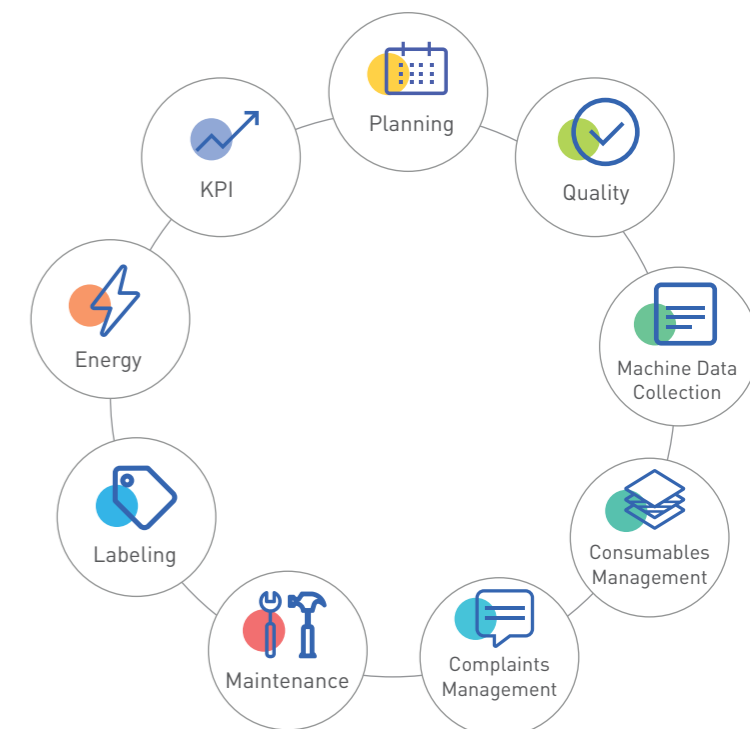 Planning
Quality
Machine Data
Collection
Consumables
Management
Complaints
Management
Maintenance
Labeling
Energy
KPI